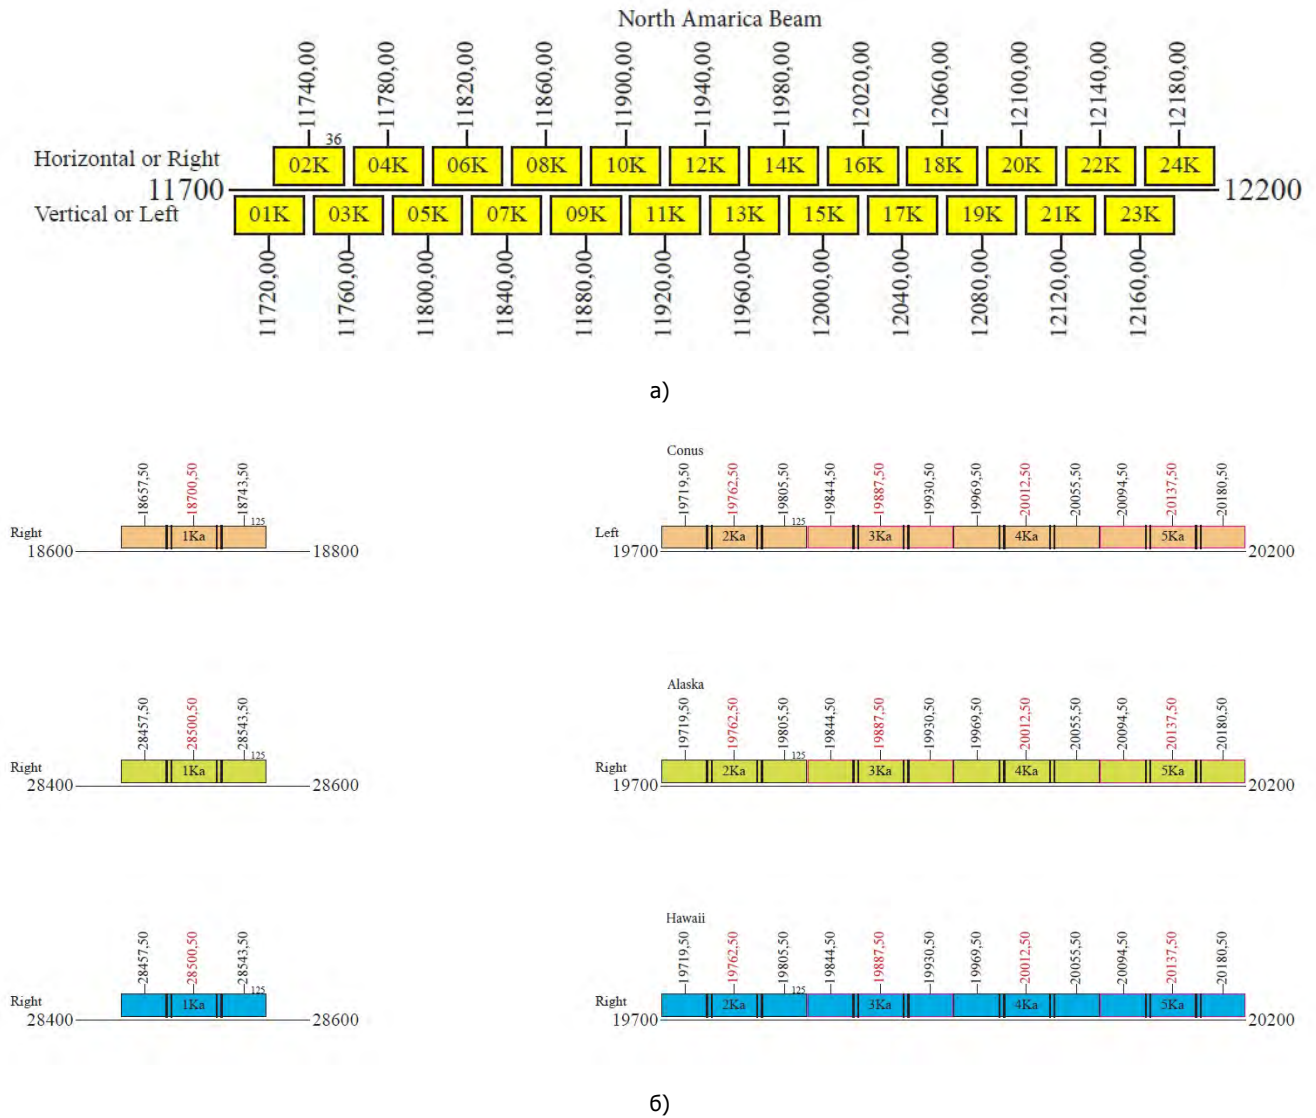 North Amarica Beam
11740,00 11780,00 11820,00 11860,00 11900,00 11940,00 11980,00 12020,00 12060,00 12100,00 12140,00 12180,00
36
Horizontal or Right 02K 04K 06K 08K 10K 12K 14K 16K 18K 20K 22K 24K
11700 12200
Vertical or Left 01K 03K 05K 07K 09K 11K 13K 15K 17K 19K 21K 23K
11720,00 11760,00 11800,00 11840,00 11880,00 11920,00 11960,00 12000,00 12040,00 12080,00 12120,00 12160,00
а)
Conus
18657,50 18700,50 18743,50 19719,50 19762,50 19805,50 19844,50 19887,50 19930,50 19969,50 20012,50 20055,50 20094,50 20137,50 20180,50
125 125
Right 1Ka Left 2Ka 3Ka 4Ka 5Ka
18600 18800 19700 20200
Alaska
28457,50 28500,50 28543,50 19719,50 19762,50 19805,50 19844,50 19887,50 19930,50 19969,50 20012,50 20055,50 20094,50 20137,50 20180,50
125 125
Right 1Ka Right 2Ka 3Ka 4Ka 5Ka
28400 28600 19700 20200
Hawaii
28457,50 28500,50 28543,50 19719,50 19762,50 19805,50 19844,50 19887,50 19930,50 19969,50 20012,50 20055,50 20094,50 20137,50 20180,50
125 125
Right 1Ka Right 2Ka 3Ka 4Ka 5Ka
28400 28600 19700 20200
б)